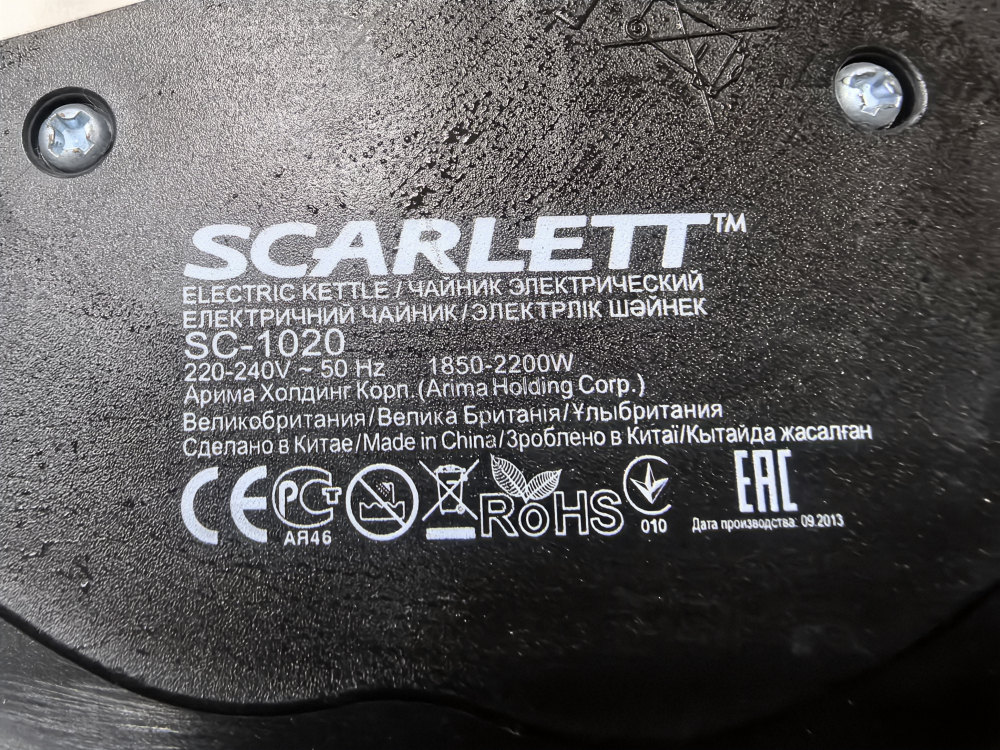 SCARLETT™
ELECTRIC KETTLE / ЧАЙНИК ЭЛЕКТРИЧЕСКИЙ
ЕЛЕКТРИЧНИЙ ЧАЙНИК / ЭЛЕКТРЛІК ШӘЙНЕК
SC-1020
220-240V ~ 50 Hz 1850-2200W
Арима Холдинг Корп. (Arima Holding Corp.)
Великобритания/Велика Британія/Ұлыбритания
Сделано в Китае/Made in China/Зроблено в Китаї/Кытайда жасалған
CE РСТ RoHS EAC
АЯ46 010 Дата производства: 09.2013